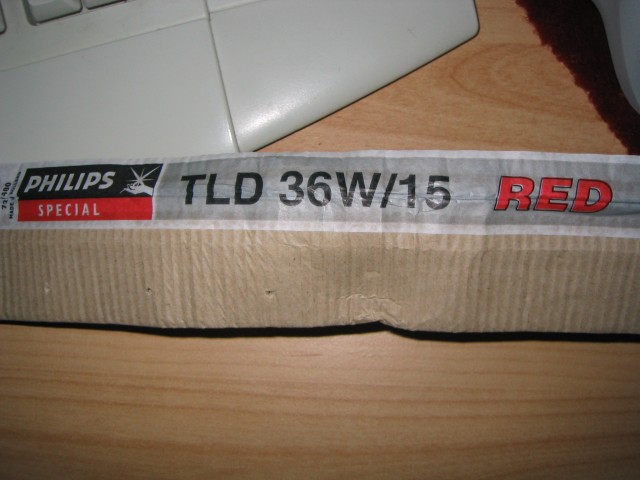 PHILIPS
SPECIAL
TLD 36W/15
RED